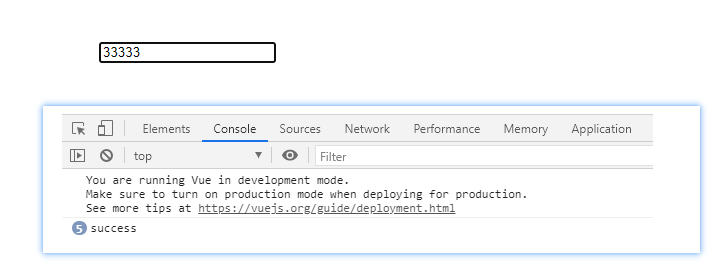 33333
Elements Console Sources Network Performance Memory Application
top Filter
You are running Vue in development mode.
Make sure to turn on production mode when deploying for production.
See more tips at https://vuejs.org/guide/deployment.html
5 success